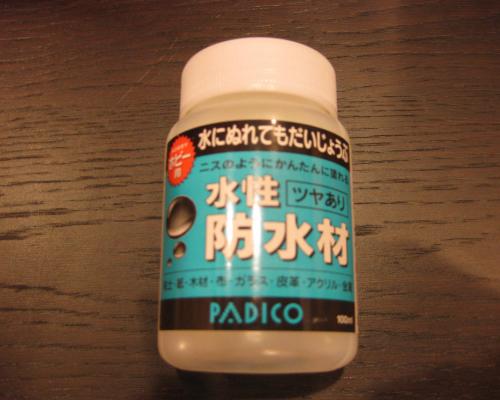 水にぬれてもだいじょうぶ
ホビー用
ニスのようにかんたんに塗れる
水性 ツヤあり
防水材
粘土・紙・木材・布・ガラス・皮革・アクリル・金属
PADICO
100ml